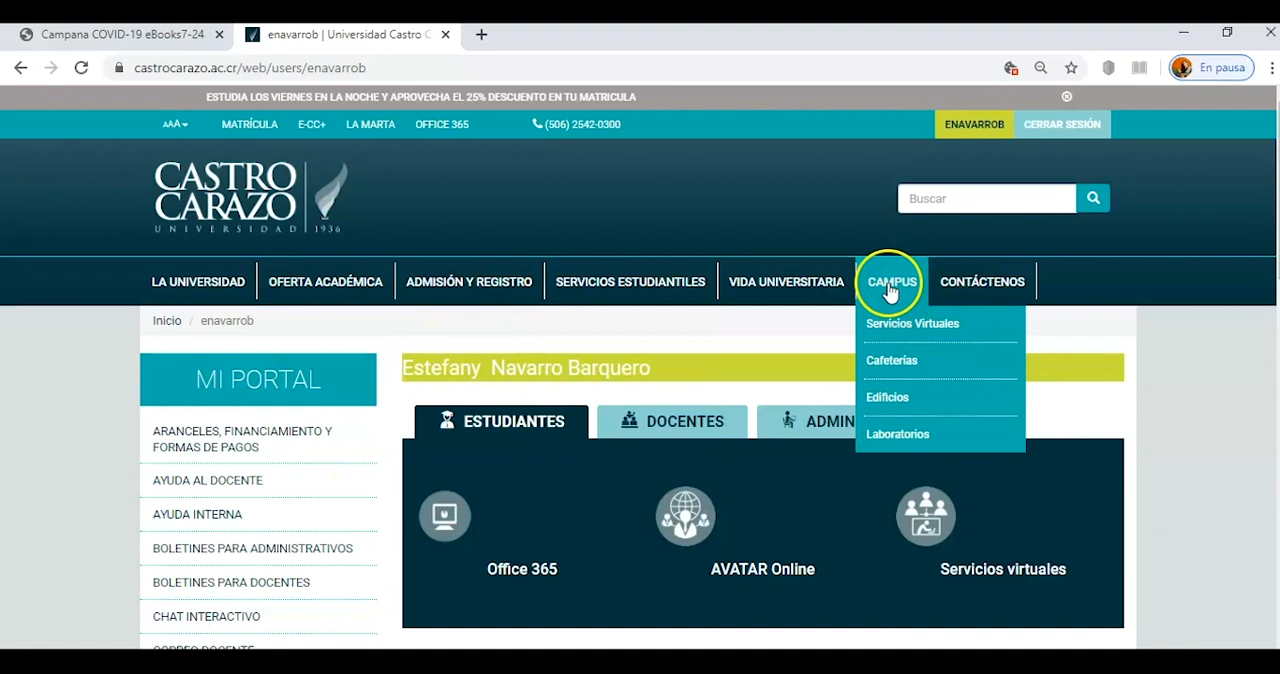 Campana COVID-19 eBooks7-24
enavarrob | Universidad Castro C
castrocarazo.ac.cr/web/users/enavarrob
En pausa
ESTUDIA LOS VIERNES EN LA NOCHE Y APROVECHA EL 25% DESCUENTO EN TU MATRICULA
AAA
MATRÍCULA
E-CC+
LA MARTA
OFFICE 365
(506) 2542-0300
ENAVARROB
CERRAR SESIÓN
CASTRO
CARAZO
UNIVERSIDAD 1936
Buscar
LA UNIVERSIDAD
OFERTA ACADÉMICA
ADMISIÓN Y REGISTRO
SERVICIOS ESTUDIANTILES
VIDA UNIVERSITARIA
CAMPUS
CONTÁCTENOS
Servicios Virtuales
Cafeterías
Edificios
Laboratorios
Inicio / enavarrob
MI PORTAL
ARANCELES, FINANCIAMIENTO Y
FORMAS DE PAGOS
AYUDA AL DOCENTE
AYUDA INTERNA
BOLETINES PARA ADMINISTRATIVOS
BOLETINES PARA DOCENTES
CHAT INTERACTIVO
CORREO DOCENTE
Estefany Navarro Barquero
ESTUDIANTES
DOCENTES
ADMIN
Office 365
AVATAR Online
Servicios virtuales